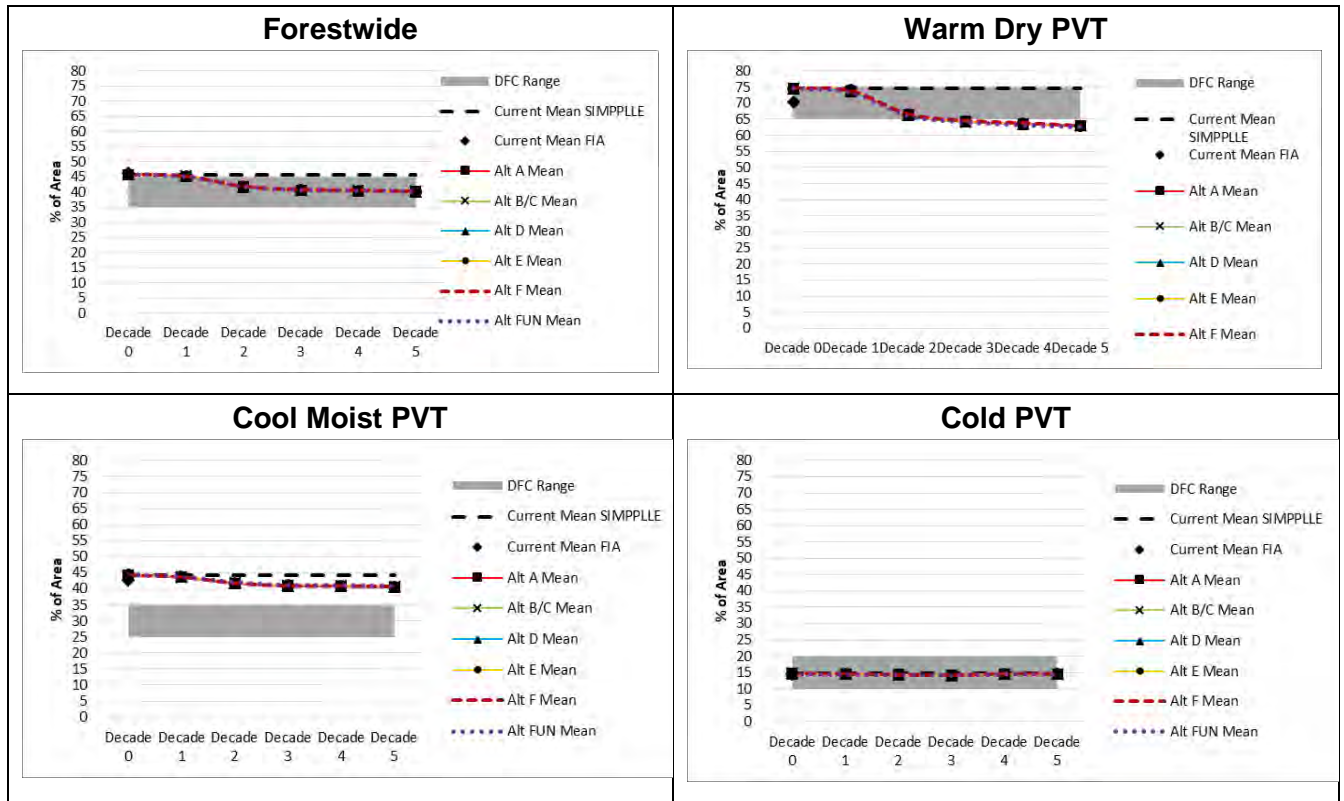 Forestwide
80
75
70
65
60
55
50
45
40
35
30
25
20
15
10
5
0
% of Area
Decade 0
Decade 1
Decade 2
Decade 3
Decade 4
Decade 5
DFC Range
Current Mean SIMPPLLE
Current Mean FIA
Alt A Mean
Alt B/C Mean
Alt D Mean
Alt E Mean
Alt F Mean
Alt FUN Mean
Warm Dry PVT
80
75
70
65
60
55
50
45
40
35
30
25
20
15
10
5
0
% of Area
Decade 0 Decade 1 Decade 2 Decade 3 Decade 4 Decade 5
DFC Range
Current Mean
SIMPPLLE
Current Mean FIA
Alt A Mean
Alt B/C Mean
Alt D Mean
Alt E Mean
Alt F Mean
Cool Moist PVT
80
75
70
65
60
55
50
45
40
35
30
25
20
15
10
5
0
% of Area
Decade 0
Decade 1
Decade 2
Decade 3
Decade 4
Decade 5
DFC Range
Current Mean SIMPPLLE
Current Mean FIA
Alt A Mean
Alt B/C Mean
Alt D Mean
Alt E Mean
Alt F Mean
Alt FUN Mean
Cold PVT
80
75
70
65
60
55
50
45
40
35
30
25
20
15
10
5
0
% of Area
Decade 0
Decade 1
Decade 2
Decade 3
Decade 4
Decade 5
DFC Range
Current Mean SIMPPLLE
Current Mean FIA
Alt A Mean
Alt B/C Mean
Alt D Mean
Alt E Mean
Alt F Mean
Alt FUN Mean